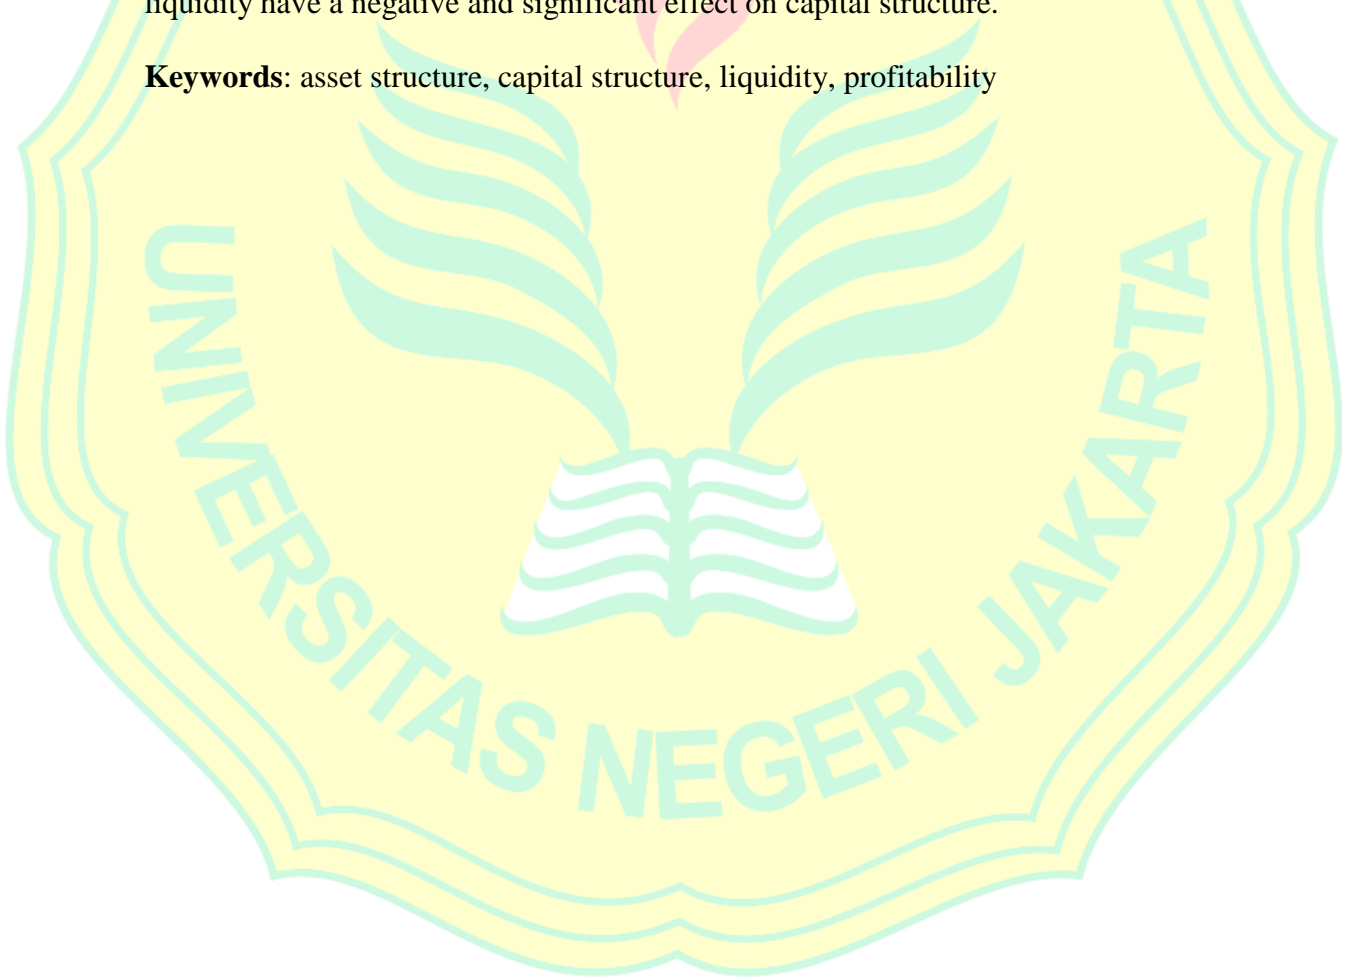 liquidity have a negative and significant effect on capital structure.
Keywords: asset structure, capital structure, liquidity, profitability
UNIVERSITAS NEGERI JAKARTA